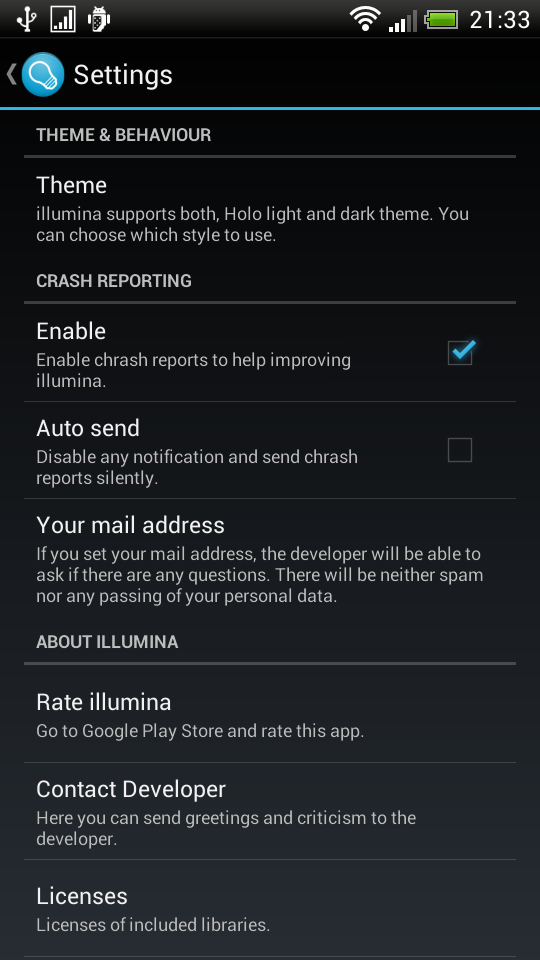 21:33
Settings
THEME & BEHAVIOUR
Theme
illumina supports both, Holo light and dark theme. You
can choose which style to use.
CRASH REPORTING
Enable
Enable chrash reports to help improving
illumina.
Auto send
Disable any notification and send chrash
reports silently.
Your mail address
If you set your mail address, the developer will be able to
ask if there are any questions. There will be neither spam
nor any passing of your personal data.
ABOUT ILLUMINA
Rate illumina
Go to Google Play Store and rate this app.
Contact Developer
Here you can send greetings and criticism to the
developer.
Licenses
Licenses of included libraries.